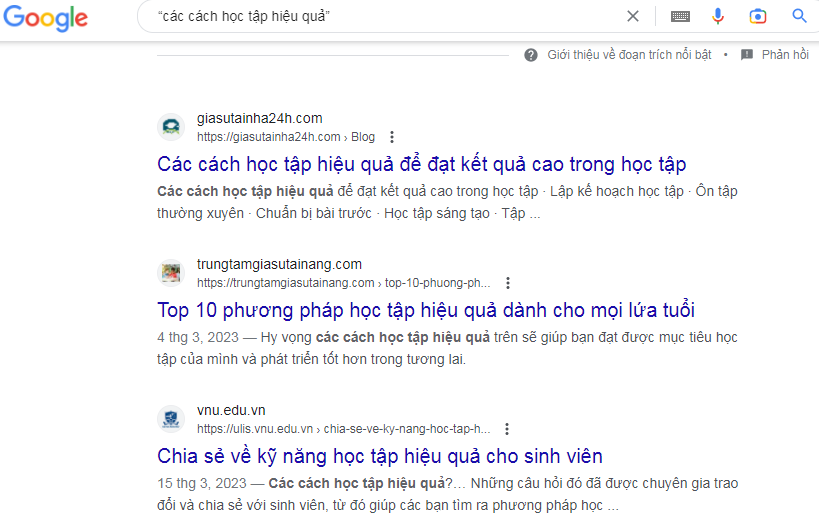 Google
“các cách học tập hiệu quả”
Giới thiệu về đoạn trích nổi bật • Phản hồi
giasutainha24h.com
https://giasutainha24h.com › Blog
Các cách học tập hiệu quả để đạt kết quả cao trong học tập
Các cách học tập hiệu quả để đạt kết quả cao trong học tập · Lập kế hoạch học tập · Ôn tập
thường xuyên · Chuẩn bị bài trước · Học tập sáng tạo · Tập ...
trungtamgiasutainang.com
https://trungtamgiasutainang.com › top-10-phuong-ph...
Top 10 phương pháp học tập hiệu quả dành cho mọi lứa tuổi
4 thg 3, 2023 — Hy vọng các cách học tập hiệu quả trên sẽ giúp bạn đạt được mục tiêu học
tập của mình và phát triển tốt hơn trong tương lai.
vnu.edu.vn
https://ulis.vnu.edu.vn › chia-se-ve-ky-nang-hoc-tap-h...
Chia sẻ về kỹ năng học tập hiệu quả cho sinh viên
15 thg 3, 2023 — Các cách học tập hiệu quả?… Những câu hỏi đó đã được chuyên gia trao
đổi và chia sẻ với sinh viên, từ đó giúp các bạn tìm ra phương pháp học ...